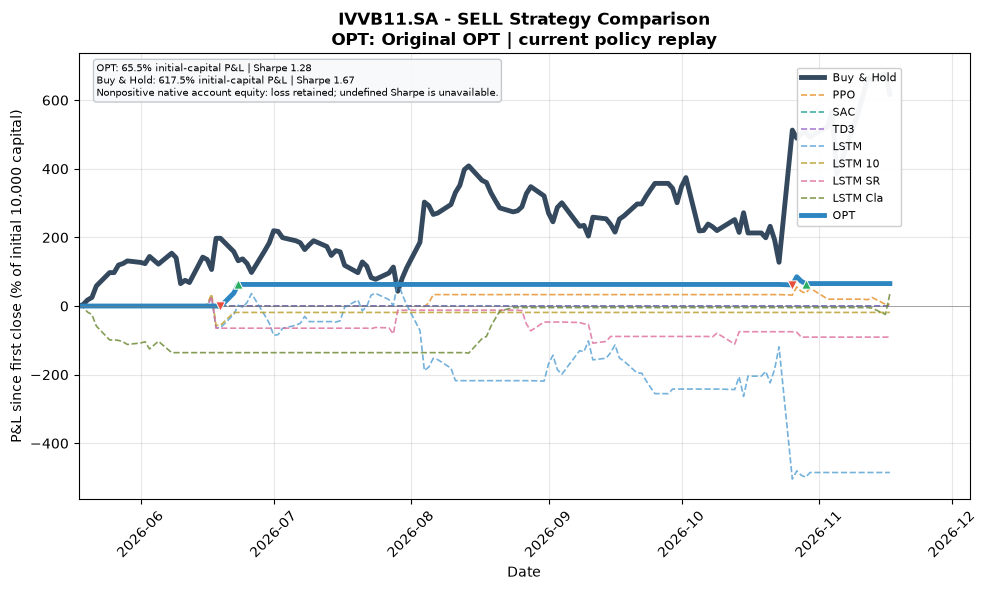 IVVB11.SA - SELL Strategy Comparison
OPT: Original OPT | current policy replay
OPT: 65.5% initial-capital P&L | Sharpe 1.28
Buy & Hold: 617.5% initial-capital P&L | Sharpe 1.67
Nonpositive native account equity: loss retained; undefined Sharpe is unavailable.
Buy & Hold
PPO
SAC
TD3
LSTM
LSTM 10
LSTM SR
LSTM Cla
OPT
P&L since first close (% of initial 10,000 capital)
600
400
200
0
−200
−400
2026-06
2026-07
2026-08
2026-09
2026-10
2026-11
2026-12
Date